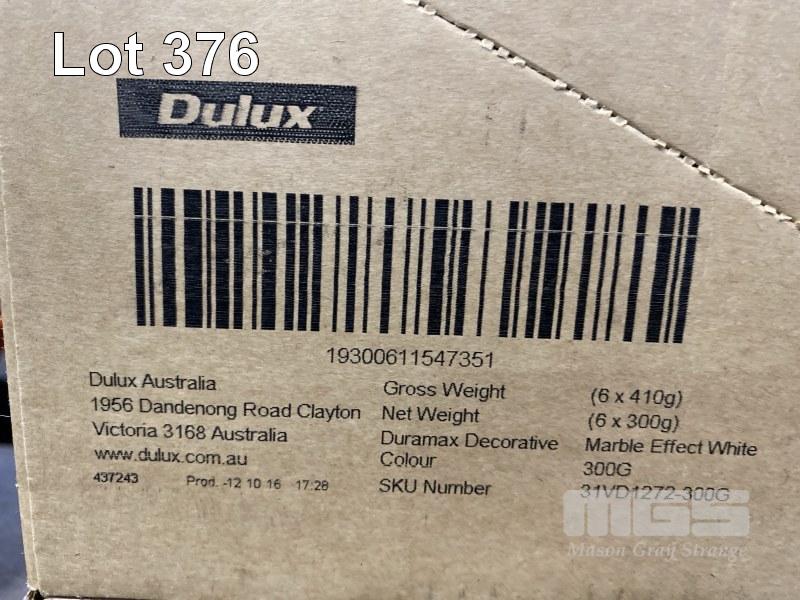 Lot 376
Dulux
19300611547351
Dulux Australia
1956 Dandenong Road Clayton
Victoria 3168 Australia
www.dulux.com.au
437243 Prod. -12 10 16 17:28
Gross Weight (6 x 410g)
Net Weight (6 x 300g)
Duramax Decorative Marble Effect White
Colour 300G
SKU Number 31VD1272-300G
MGS
Mason Gray Strange